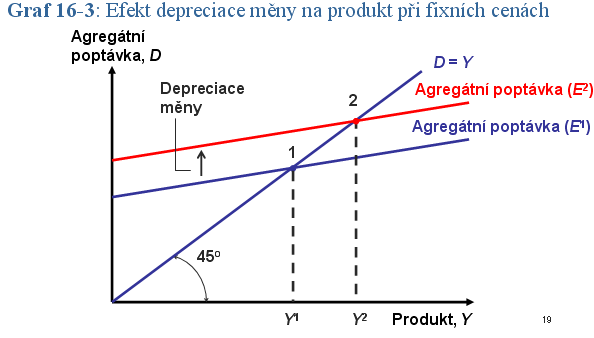 Graf 16-3: Efekt depreciace měny na produkt při fixních cenách
Agregátní
poptávka, D
D = Y
Depreciace
měny
Agregátní poptávka (E²)
2
Agregátní poptávka (E¹)
1
45º
Y¹
Y²
Produkt, Y
19